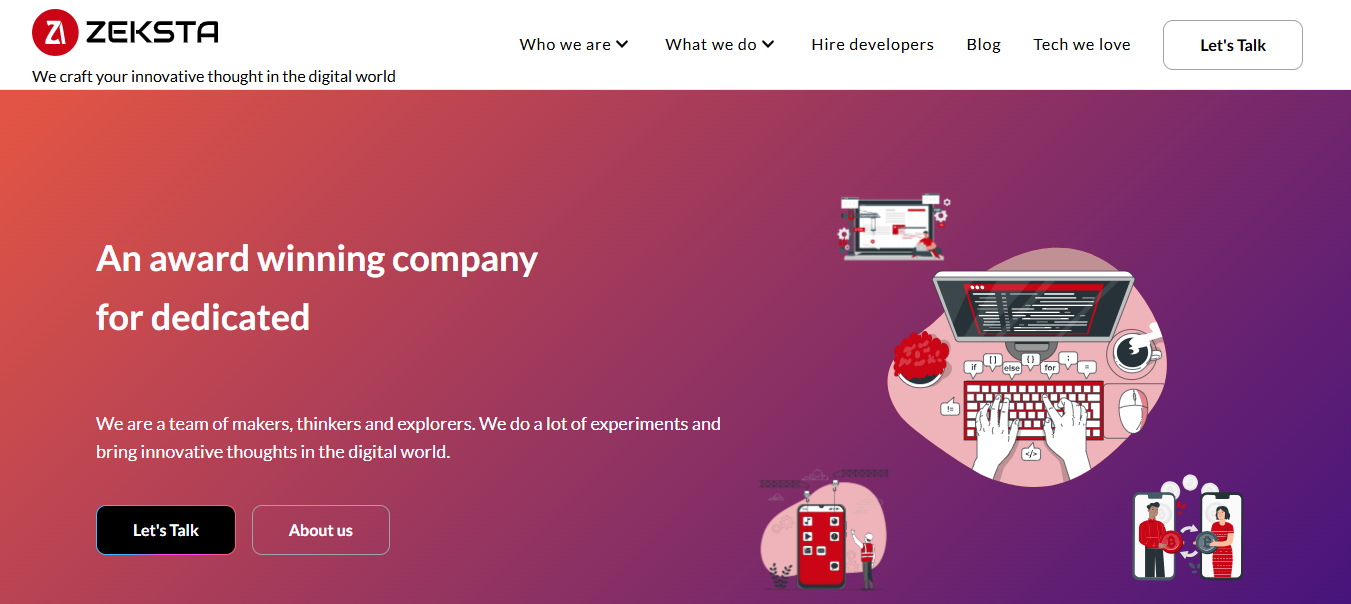 ZEKSTA
We craft your innovative thought in the digital world
Who we are
What we do
Hire developers
Blog
Tech we love
Let's Talk
An award winning company
for dedicated
We are a team of makers, thinkers and explorers. We do a lot of experiments and
bring innovative thoughts in the digital world.
Let's Talk
About us
if
[ ]
else
{ }
for
;
=
!=
</>